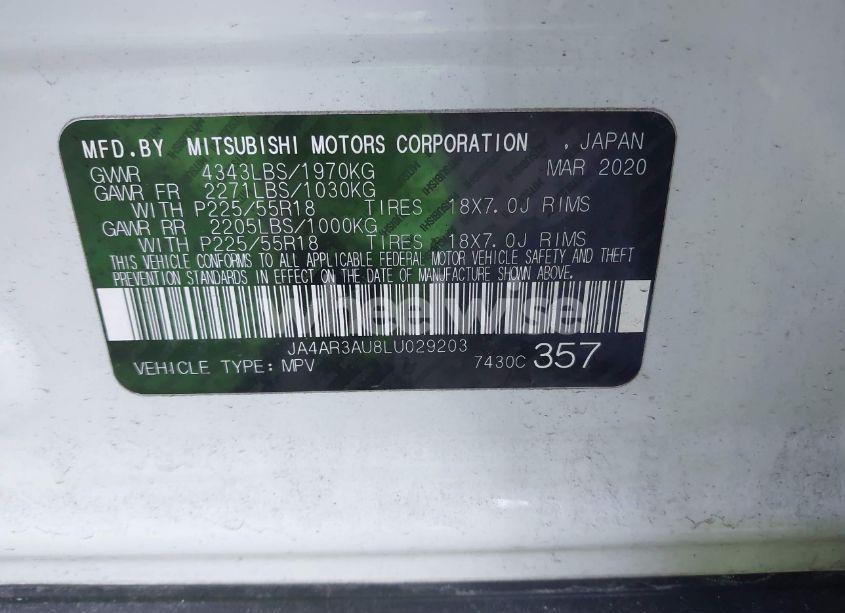 MFD.BY MITSUBISHI MOTORS CORPORATION , JAPAN
GVWR 4343LBS/1970KG MAR 2020
GAWR FR 2271LBS/1030KG
WITH P225/55R18 TIRES 18X7.0J RIMS
GAWR RR 2205LBS/1000KG
WITH P225/55R18 TIRES 18X7.0J RIMS
THIS VEHICLE CONFORMS TO ALL APPLICABLE FEDERAL MOTOR VEHICLE SAFETY AND THEFT
PREVENTION STANDARDS IN EFFECT ON THE DATE OF MANUFACTURE SHOWN ABOVE.
WheelWise
JA4AR3AU8LU029203
VEHICLE TYPE: MPV 7430C 357